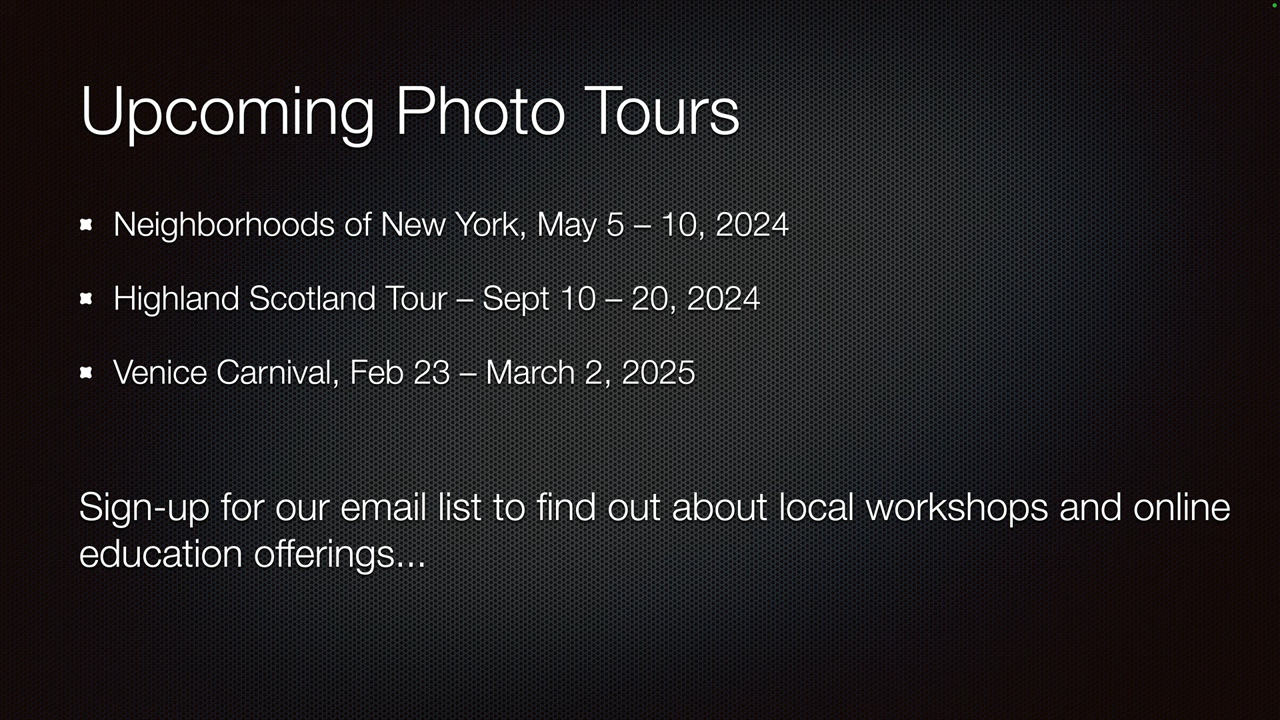 Upcoming Photo Tours
Neighborhoods of New York, May 5 – 10, 2024
Highland Scotland Tour – Sept 10 – 20, 2024
Venice Carnival, Feb 23 – March 2, 2025
Sign-up for our email list to find out about local workshops and online
education offerings...